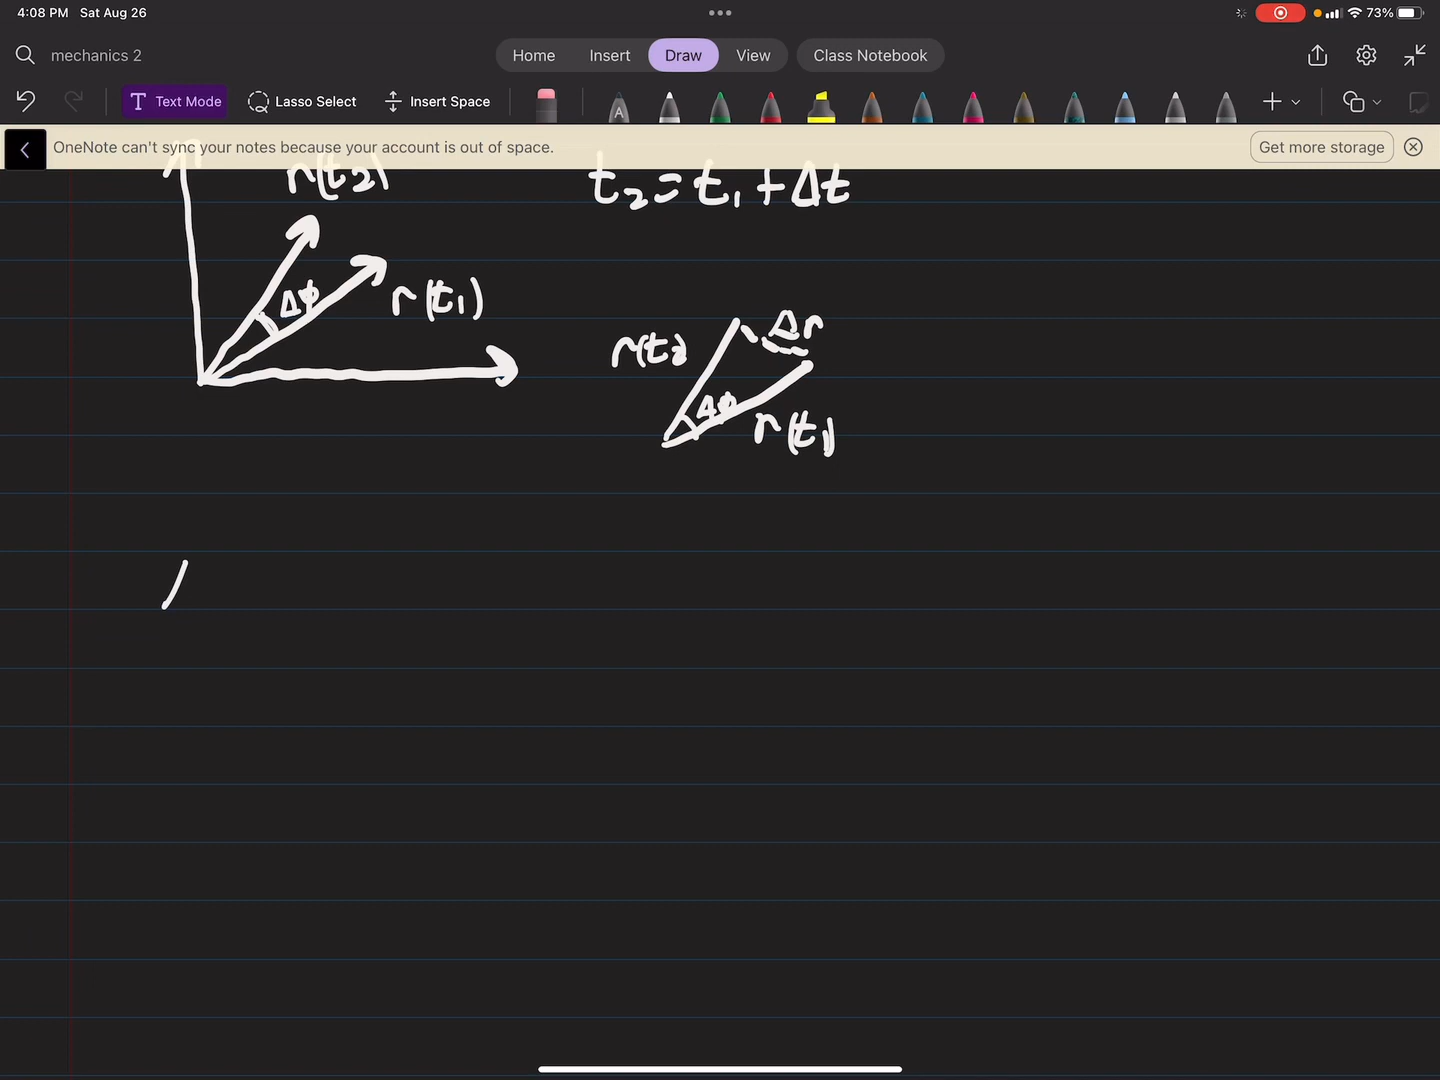 4:08 PM Sat Aug 26
73%
mechanics 2
Home Insert Draw View Class Notebook
Text Mode Lasso Select Insert Space
A
OneNote can't sync your notes because your account is out of space.
Get more storage
r(t₂)
t₂ = t₁ + Δt
Δϕ
r(t₁)
Δr
r(t₂
Δϕ
r(t₁)